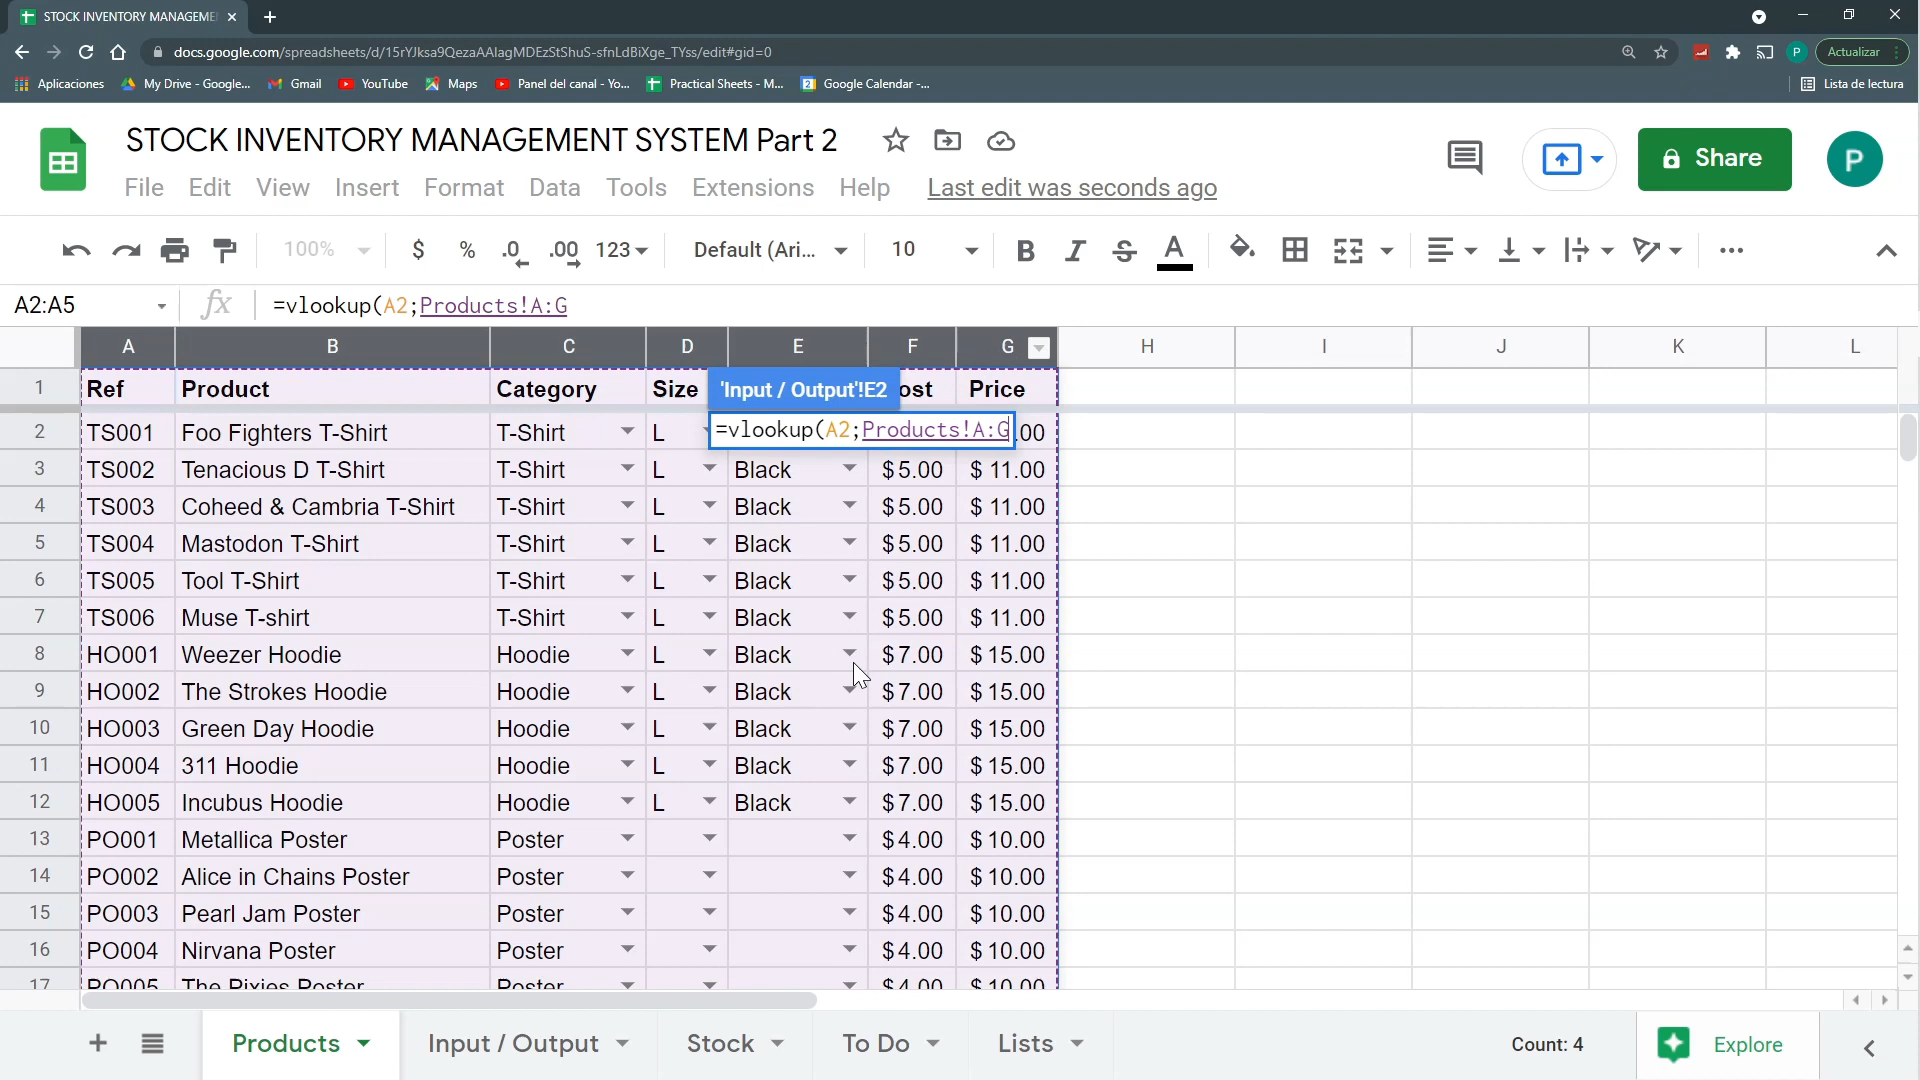 STOCK INVENTORY MANAGEME
docs.google.com/spreadsheets/d/15rYJksa9QezaAAlagMDEzStShuS-sfnLdBiXge_TYss/edit#gid=0
P
Actualizar
Aplicaciones My Drive - Google... Gmail YouTube Maps Panel del canal - Yo... Practical Sheets - M... Google Calendar -... Lista de lectura
STOCK INVENTORY MANAGEMENT SYSTEM Part 2
Share
P
File Edit View Insert Format Data Tools Extensions Help Last edit was seconds ago
100% $ % .0 .00 123 Default (Ari... 10 B I S A
A2:A5 fx =vlookup(A2;Products!A:G
A B C D E F G H I J K L
1 Ref Product Category Size 'Input / Output'!E2 ost Price
2 TS001 Foo Fighters T-Shirt T-Shirt L =vlookup(A2;Products!A:G .00
3 TS002 Tenacious D T-Shirt T-Shirt L Black $5.00 $11.00
4 TS003 Coheed & Cambria T-Shirt T-Shirt L Black $5.00 $11.00
5 TS004 Mastodon T-Shirt T-Shirt L Black $5.00 $11.00
6 TS005 Tool T-Shirt T-Shirt L Black $5.00 $11.00
7 TS006 Muse T-shirt T-Shirt L Black $5.00 $11.00
8 HO001 Weezer Hoodie Hoodie L Black $7.00 $15.00
9 HO002 The Strokes Hoodie Hoodie L Black $7.00 $15.00
10 HO003 Green Day Hoodie Hoodie L Black $7.00 $15.00
11 HO004 311 Hoodie Hoodie L Black $7.00 $15.00
12 HO005 Incubus Hoodie Hoodie L Black $7.00 $15.00
13 PO001 Metallica Poster Poster $4.00 $10.00
14 PO002 Alice in Chains Poster Poster $4.00 $10.00
15 PO003 Pearl Jam Poster Poster $4.00 $10.00
16 PO004 Nirvana Poster Poster $4.00 $10.00
17 PO005 The Pixies Poster Poster $4.00 $10.00
Products Input / Output Stock To Do Lists Count: 4 Explore